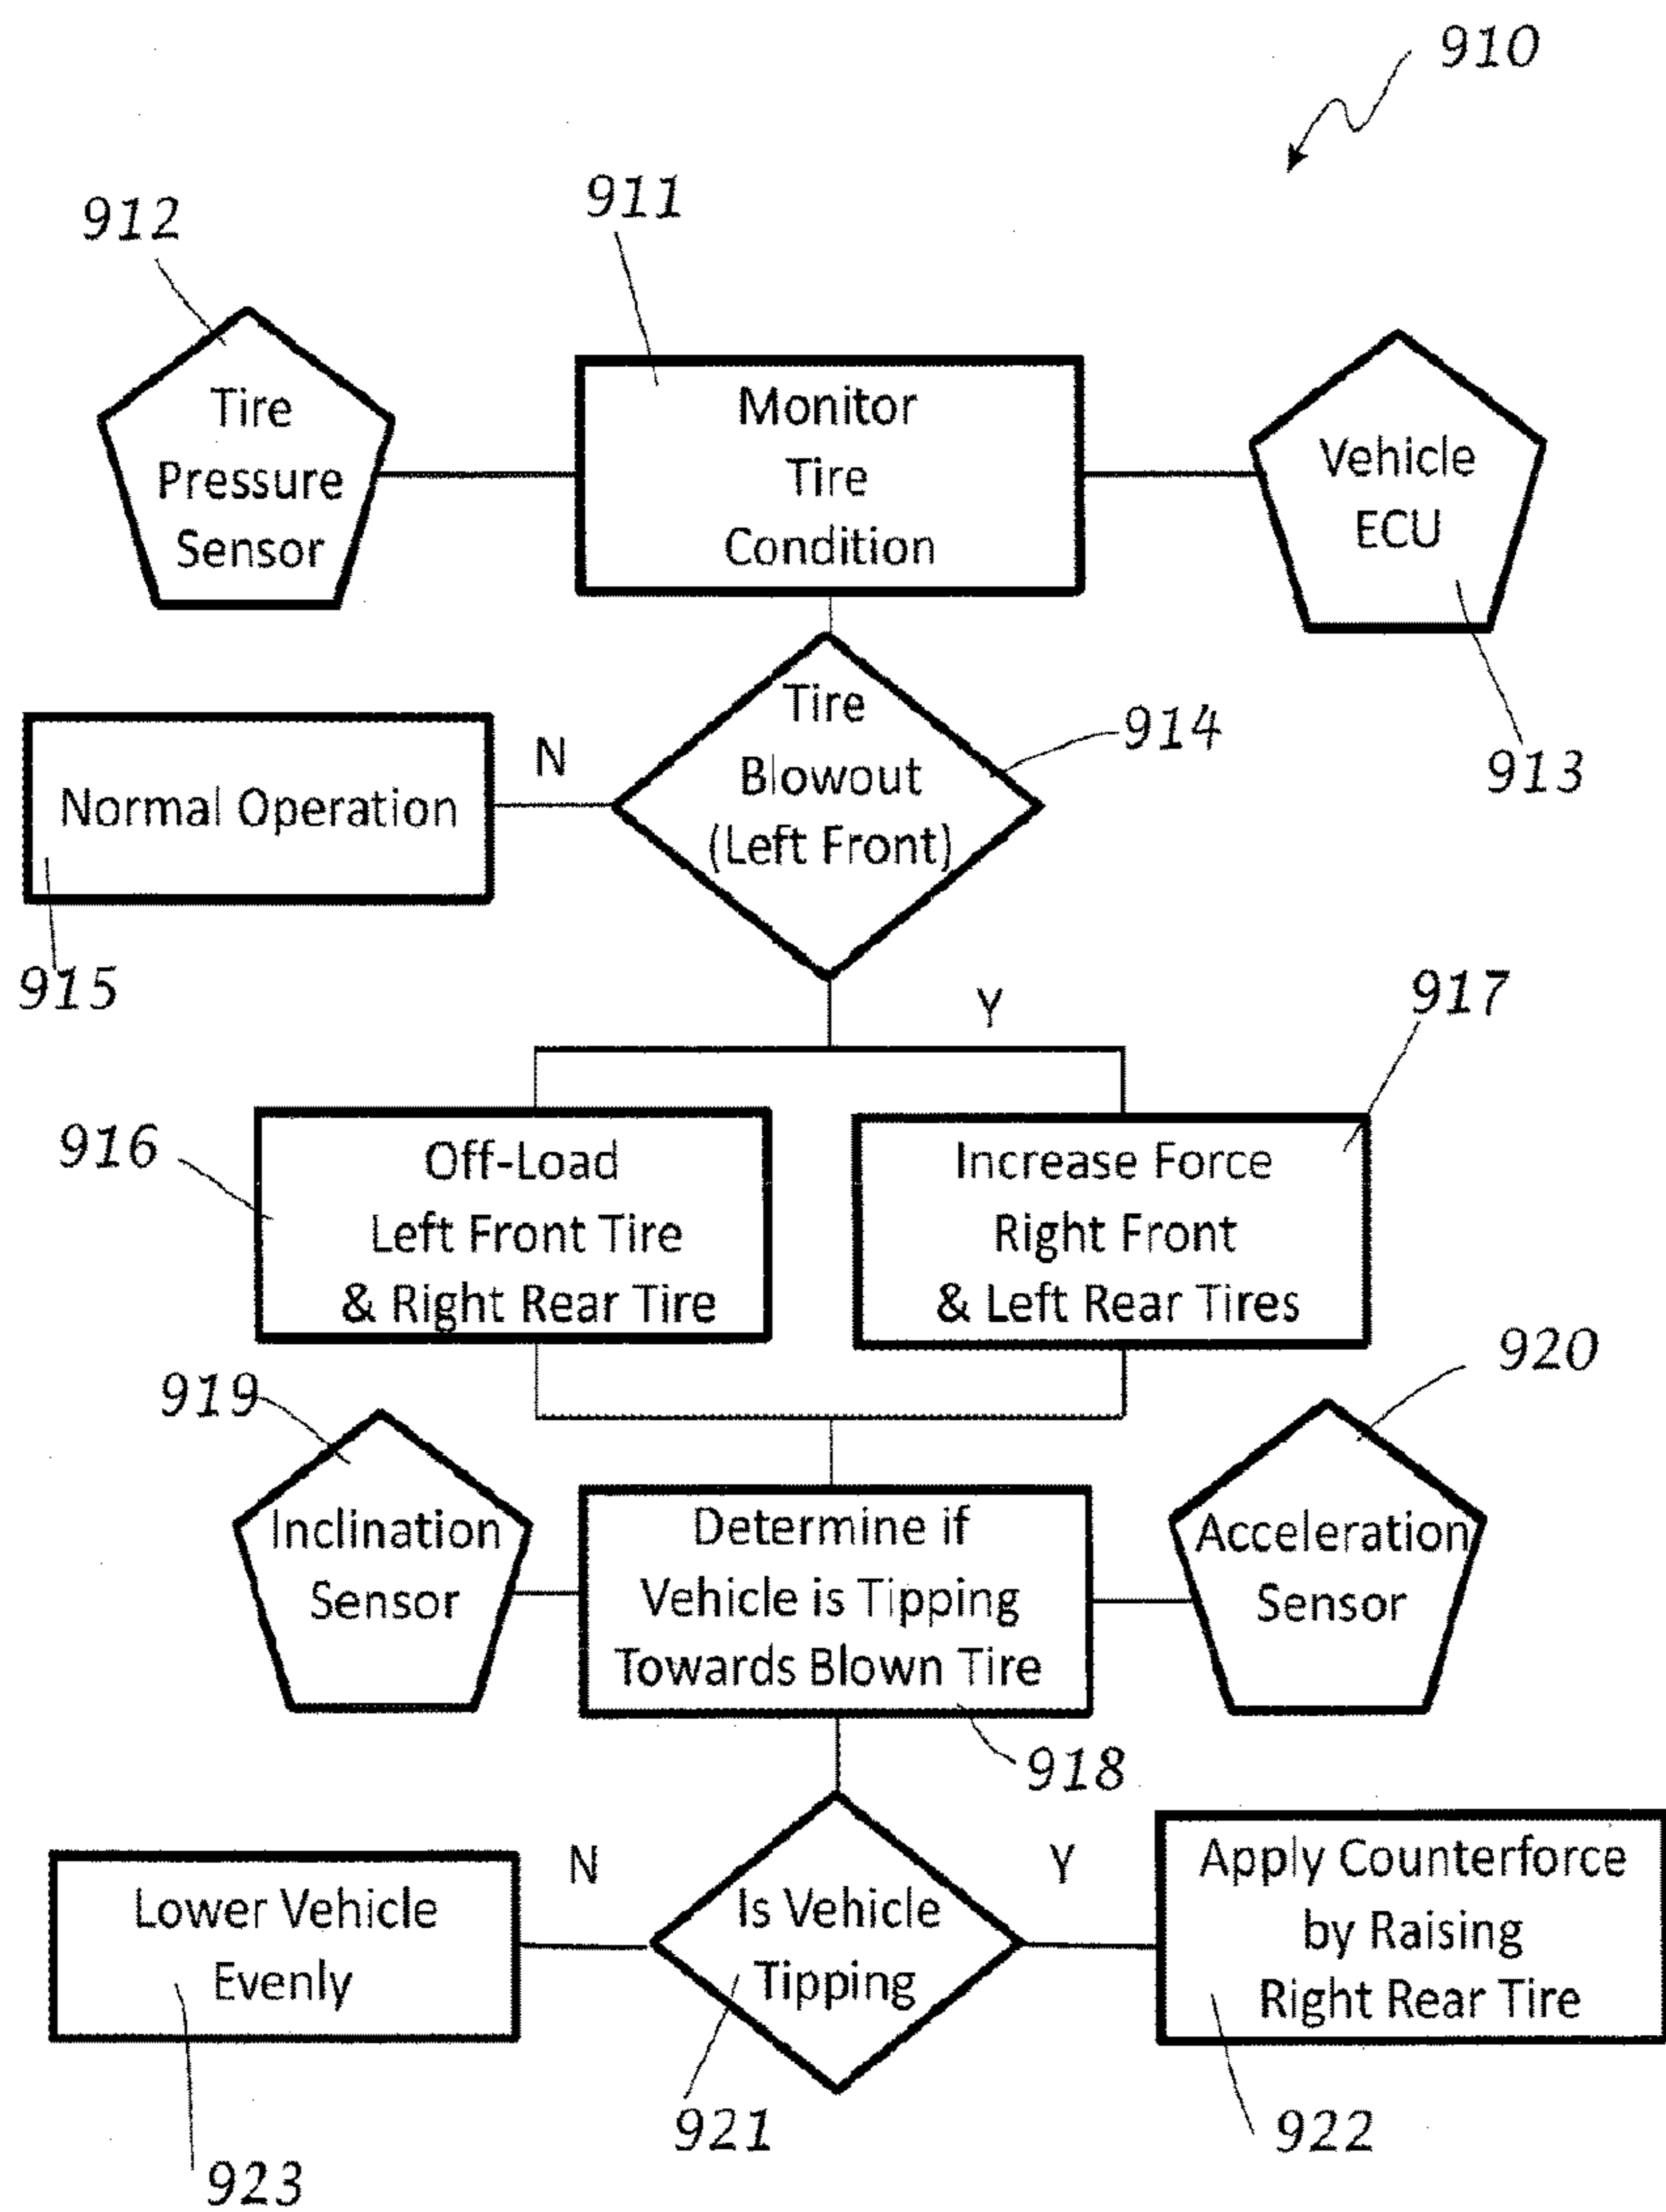 910
911
912
Tire
Pressure
Sensor
Monitor
Tire
Condition
Vehicle
ECU
913
Tire
Blowout
(Left Front)
914
N
Normal Operation
915
Y
917
916
Off-Load
Left Front Tire
& Right Rear Tire
Increase Force
Right Front
& Left Rear Tires
919
920
Inclination
Sensor
Determine if
Vehicle is Tipping
Towards Blown Tire
Acceleration
Sensor
918
N
Y
Lower Vehicle
Evenly
Is Vehicle
Tipping
Apply Counterforce
by Raising
Right Rear Tire
921
922
923